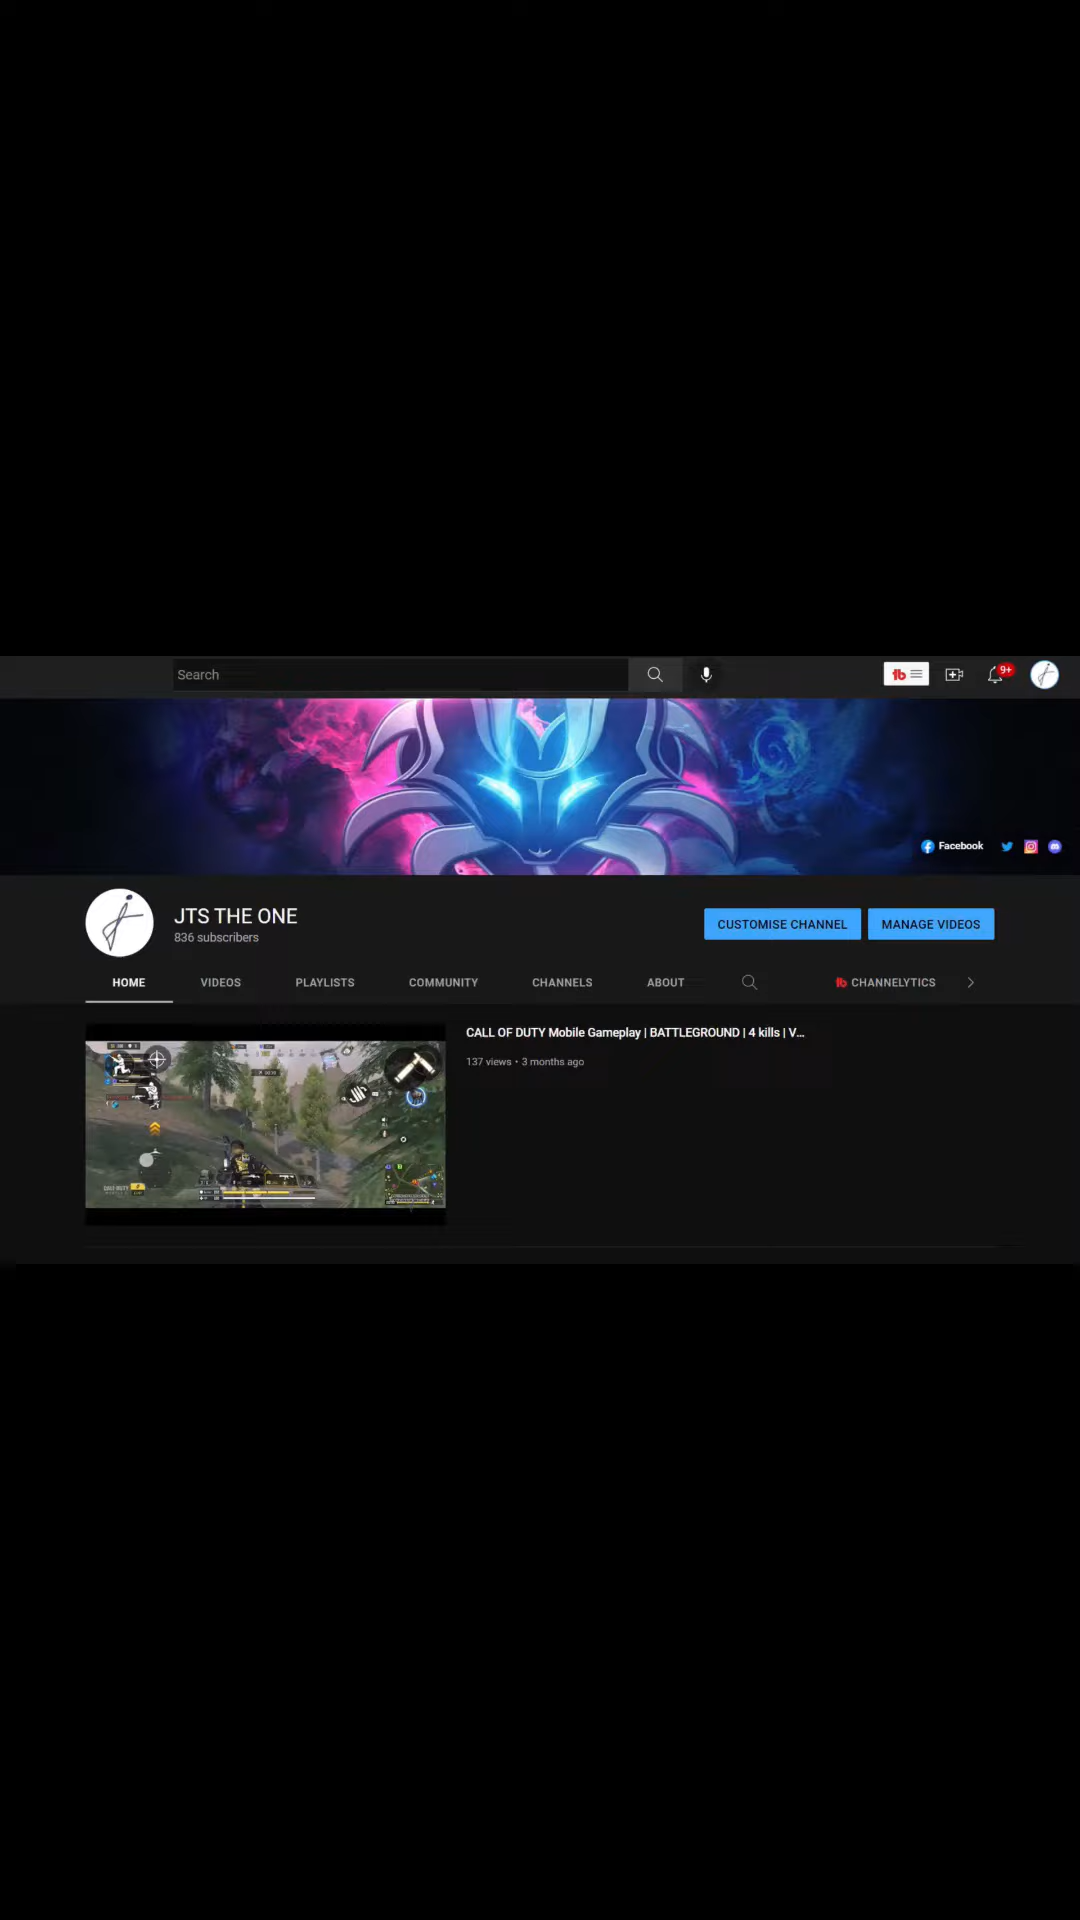 Search
9+
Facebook
JTS THE ONE
836 subscribers
CUSTOMISE CHANNEL
MANAGE VIDEOS
HOME
VIDEOS
PLAYLISTS
COMMUNITY
CHANNELS
ABOUT
CHANNELYTICS
CALL OF DUTY Mobile Gameplay | BATTLEGROUND | 4 kills | V...
137 views • 3 months ago